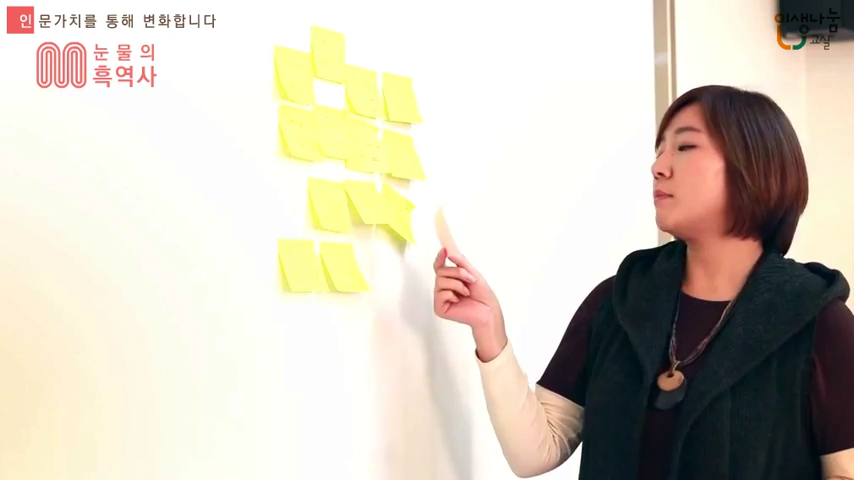 인문가치를 통해 변화합니다
눈물의
흑역사
인생나눔
교실